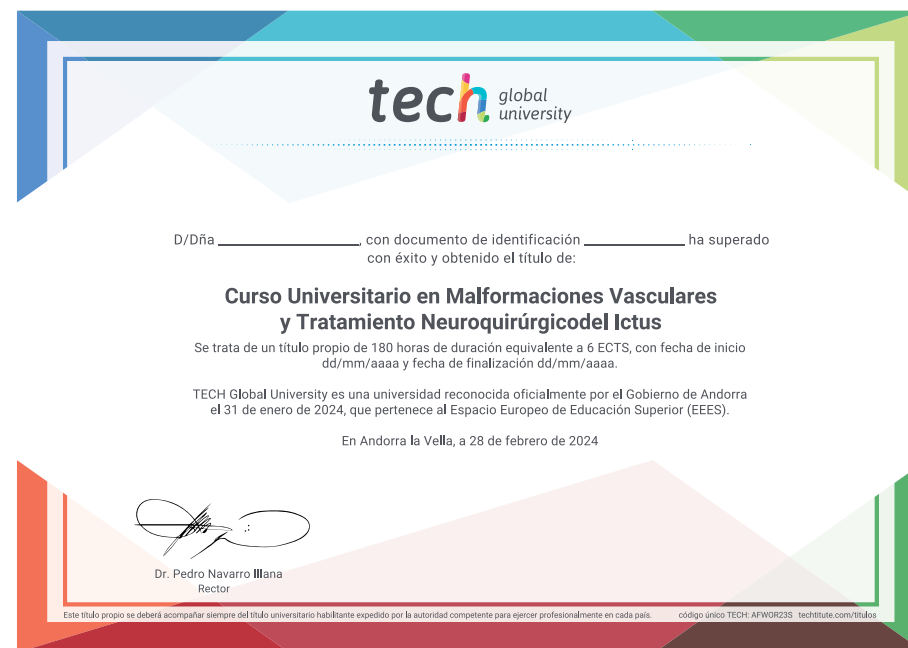 tech global
university
D/Dña ____________________, con documento de identificación ______________ ha superado
con éxito y obtenido el título de:
Curso Universitario en Malformaciones Vasculares
y Tratamiento Neuroquirúrgicodel Ictus
Se trata de un título propio de 180 horas de duración equivalente a 6 ECTS, con fecha de inicio
dd/mm/aaaa y fecha de finalización dd/mm/aaaa.
TECH Global University es una universidad reconocida oficialmente por el Gobierno de Andorra
el 31 de enero de 2024, que pertenece al Espacio Europeo de Educación Superior (EEES).
En Andorra la Vella, a 28 de febrero de 2024
Dr. Pedro Navarro Illana
Rector
Este título propio se deberá acompañar siempre del título universitario habilitante expedido por la autoridad competente para ejercer profesionalmente en cada país. código único TECH: AFWOR23S techtitute.com/titulos